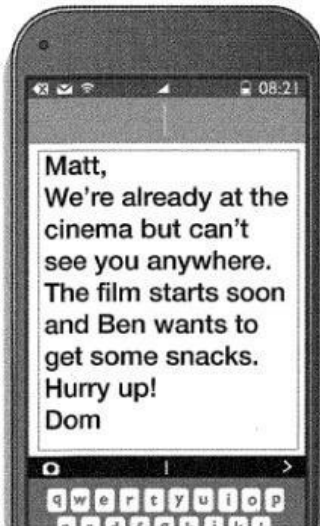 08:21
Matt,
We're already at the
cinema but can't
see you anywhere.
The film starts soon
and Ben wants to
get some snacks.
Hurry up!
Dom
q w e r t y u i o p